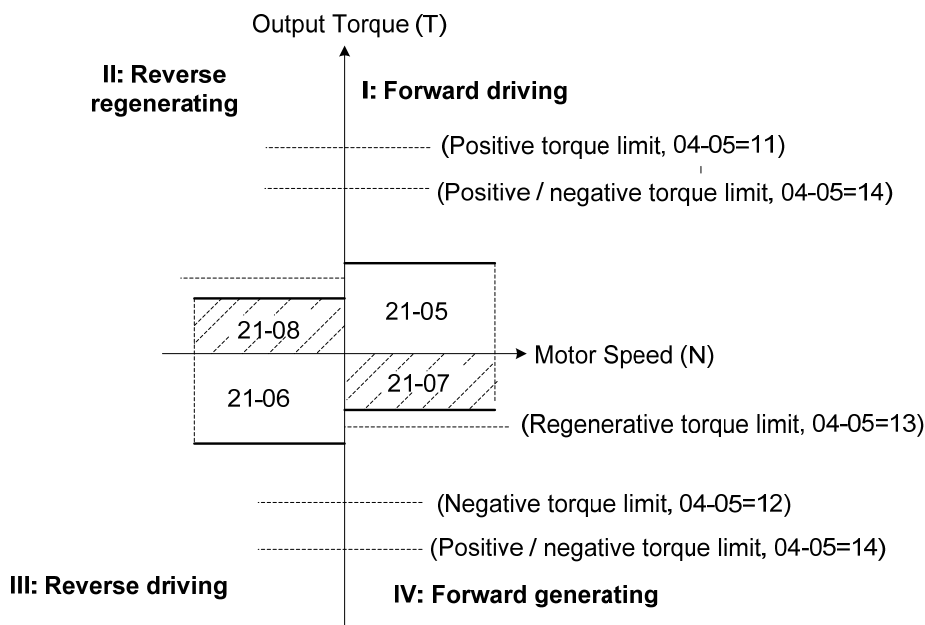 Output Torque (T)
II: Reverse
regenerating
I: Forward driving
(Positive torque limit, 04-05=11)
(Positive / negative torque limit, 04-05=14)
21-05
21-08
Motor Speed (N)
21-07
21-06
(Regenerative torque limit, 04-05=13)
(Negative torque limit, 04-05=12)
(Positive / negative torque limit, 04-05=14)
III: Reverse driving
IV: Forward generating